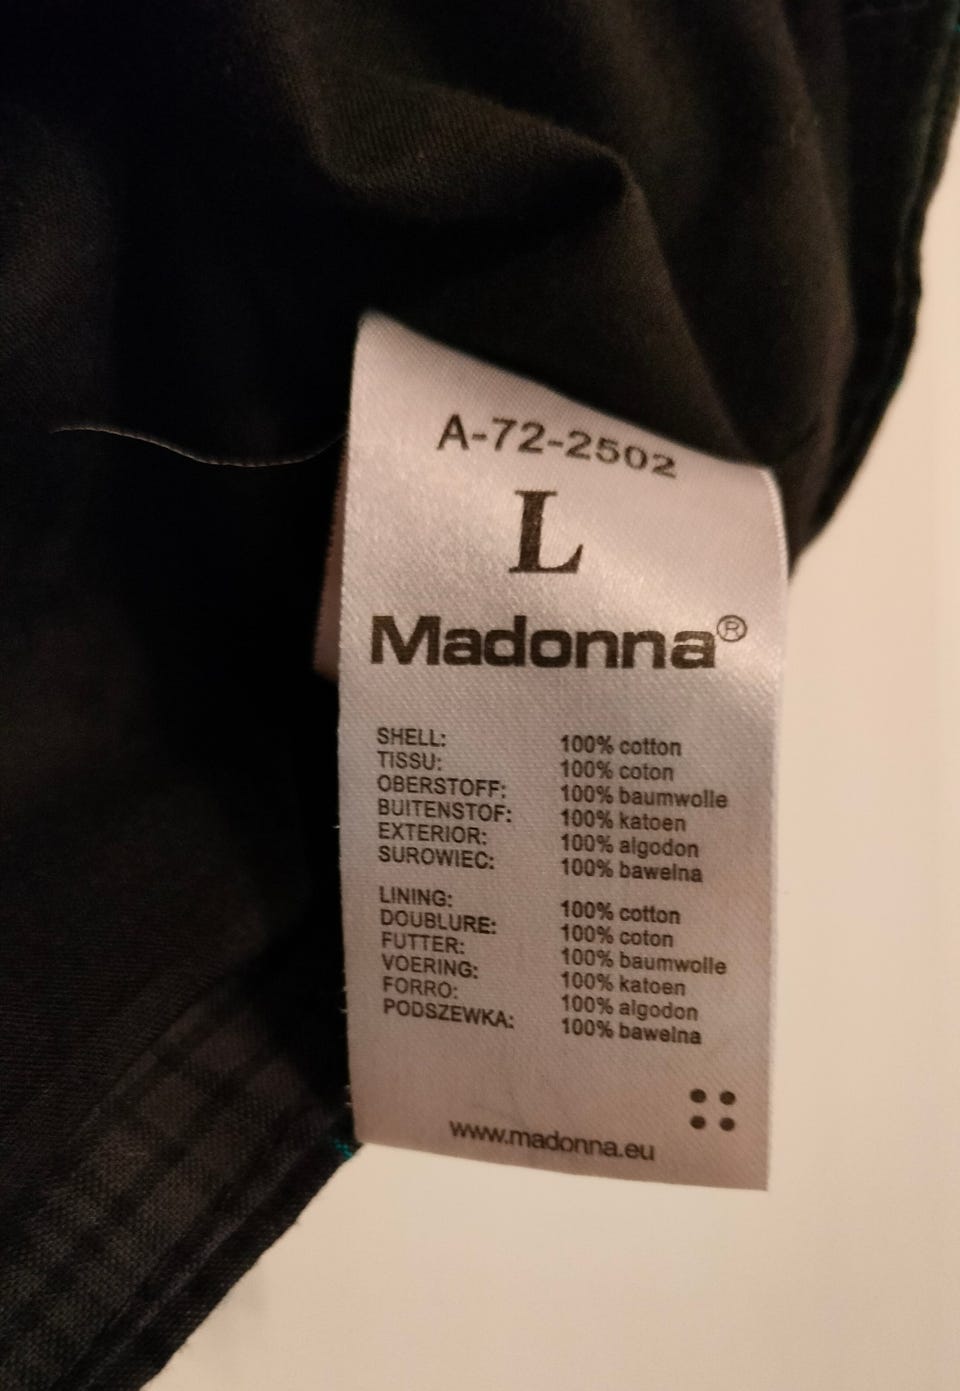 A-72-2502
L
Madonna®
SHELL: 100% cotton
TISSU: 100% coton
OBERSTOFF: 100% baumwolle
BUITENSTOF: 100% katoen
EXTERIOR: 100% algodon
SUROWIEC: 100% bawelna
LINING: 100% cotton
DOUBLURE: 100% coton
FUTTER: 100% baumwolle
VOERING: 100% katoen
FORRO: 100% algodon
PODSZEWKA: 100% bawelna
www.madonna.eu